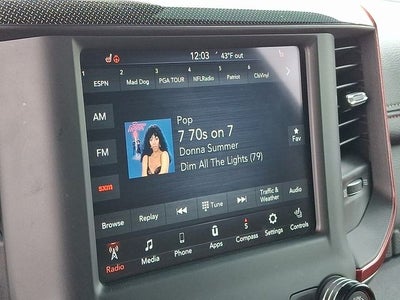 12:03 43°F out
1 ESPN 2 Mad Dog 3 PGA TOUR 4 NFLRadio 5 Patriot 6 ClsVinyl
AM
FM
sxm
Pop
7 70s on 7
Donna Summer
Dim All The Lights (79)
Fav
Browse Replay Tune Traffic & Weather Audio
Radio Media Phone Apps S Compass Settings Controls